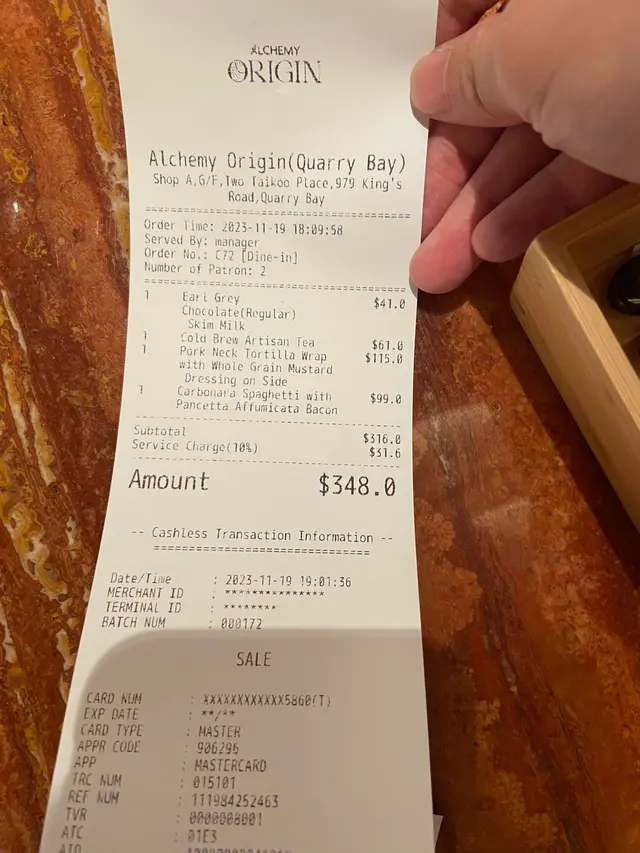 ALCHEMY
ORIGIN
Alchemy Origin(Quarry Bay)
Shop A,G/F,Two Taikoo Place,979 King's
Road,Quarry Bay
Order Time: 2023-11-19 18:09:58
Served By: manager
Order No.: C72 [Dine-in]
Number of Patron: 2
1 Earl Grey $41.0
Chocolate(Regular)
Skim Milk
1 Cold Brew Artisan Tea $61.0
1 Pork Neck Tortilla Wrap $115.0
with Whole Grain Mustard
Dressing on Side
1 Carbonara Spaghetti with $99.0
Pancetta Affumicata Bacon
Subtotal $316.0
Service Charge(10%) $31.6
Amount $348.0
-- Cashless Transaction Information --
==============================
Date/Time : 2023-11-19 19:01:36
MERCHANT ID : ***************
TERMINAL ID : ********
BATCH NUM : 000172
SALE
CARD NUM : XXXXXXXXXXXX5860(T)
EXP DATE : **/**
CARD TYPE : MASTER
APPR CODE : 906296
APP : MASTERCARD
TRC NUM : 015101
REF NUM : 111984252463
TVR : 0000008001
ATC : 01E3
AID :